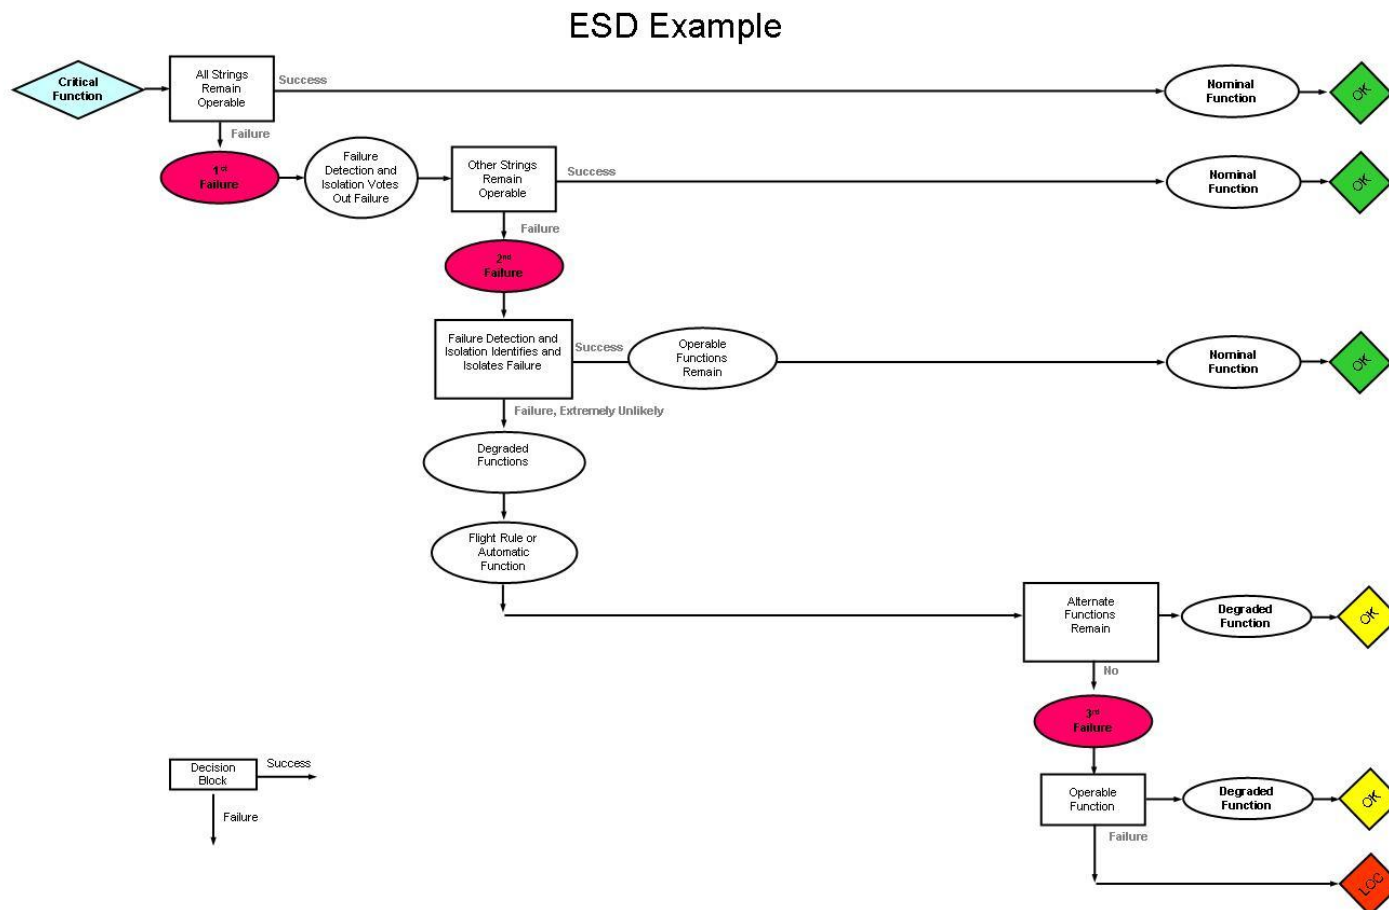 ESD Example
Critical
Function
All Strings
Remain
Operable
Success
Nominal
Function
OK
Failure
1st
Failure
Failure
Detection and
Isolation Votes
Out Failure
Other Strings
Remain
Operable
Success
Nominal
Function
OK
Failure
2nd
Failure
Failure Detection and
Isolation Identifies and
Isolates Failure
Success
Operable
Functions
Remain
Nominal
Function
OK
Failure, Extremely Unlikely
Degraded
Functions
Flight Rule or
Automatic
Function
Alternate
Functions
Remain
Degraded
Function
OK
No
3rd
Failure
Operable
Function
Degraded
Function
OK
Failure
LOC
Decision
Block
Success
Failure